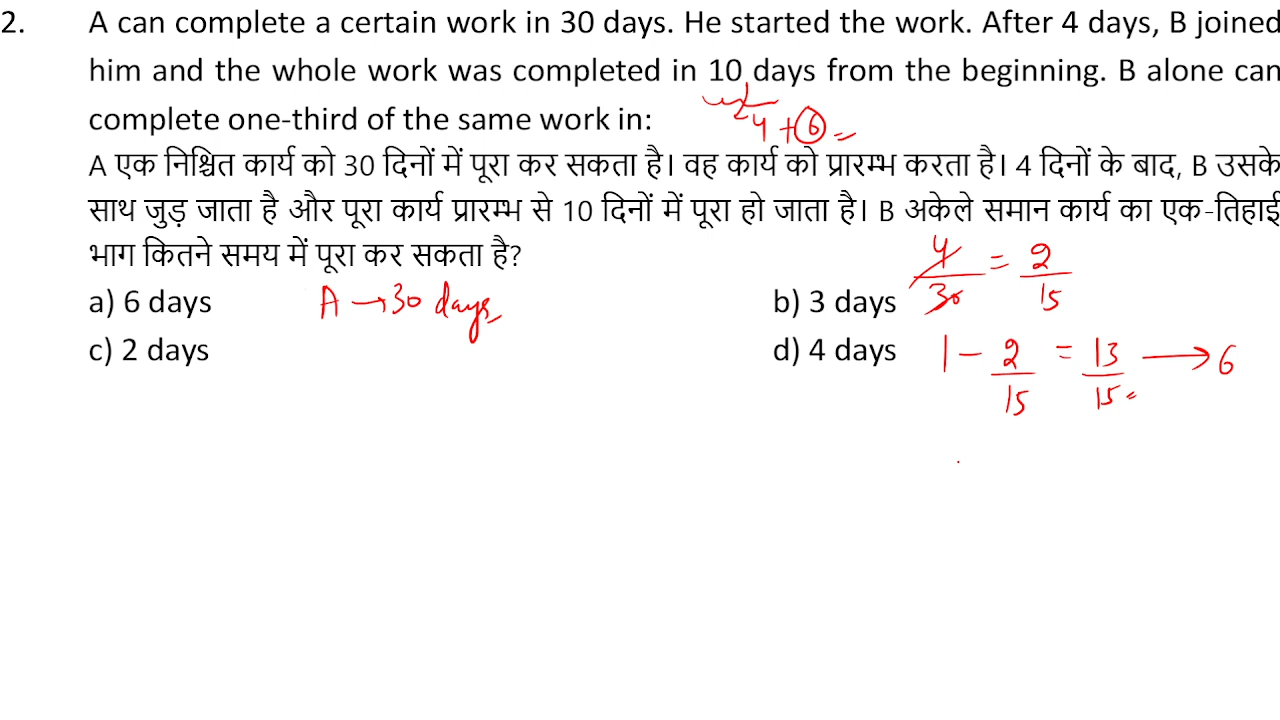 2. A can complete a certain work in 30 days. He started the work. After 4 days, B joined
him and the whole work was completed in 10 days from the beginning. B alone can
complete one-third of the same work in:
4 + 6 =
A एक निश्चित कार्य को 30 दिनों में पूरा कर सकता है। वह कार्य को प्रारम्भ करता है। 4 दिनों के बाद, B उसके
साथ जुड़ जाता है और पूरा कार्य प्रारम्भ से 10 दिनों में पूरा हो जाता है। B अकेले समान कार्य का एक-तिहाई
भाग कितने समय में पूरा कर सकता है?
4/30 = 2/15
a) 6 days A → 30 days b) 3 days
c) 2 days d) 4 days 1 - 2/15 = 13/15 → 6